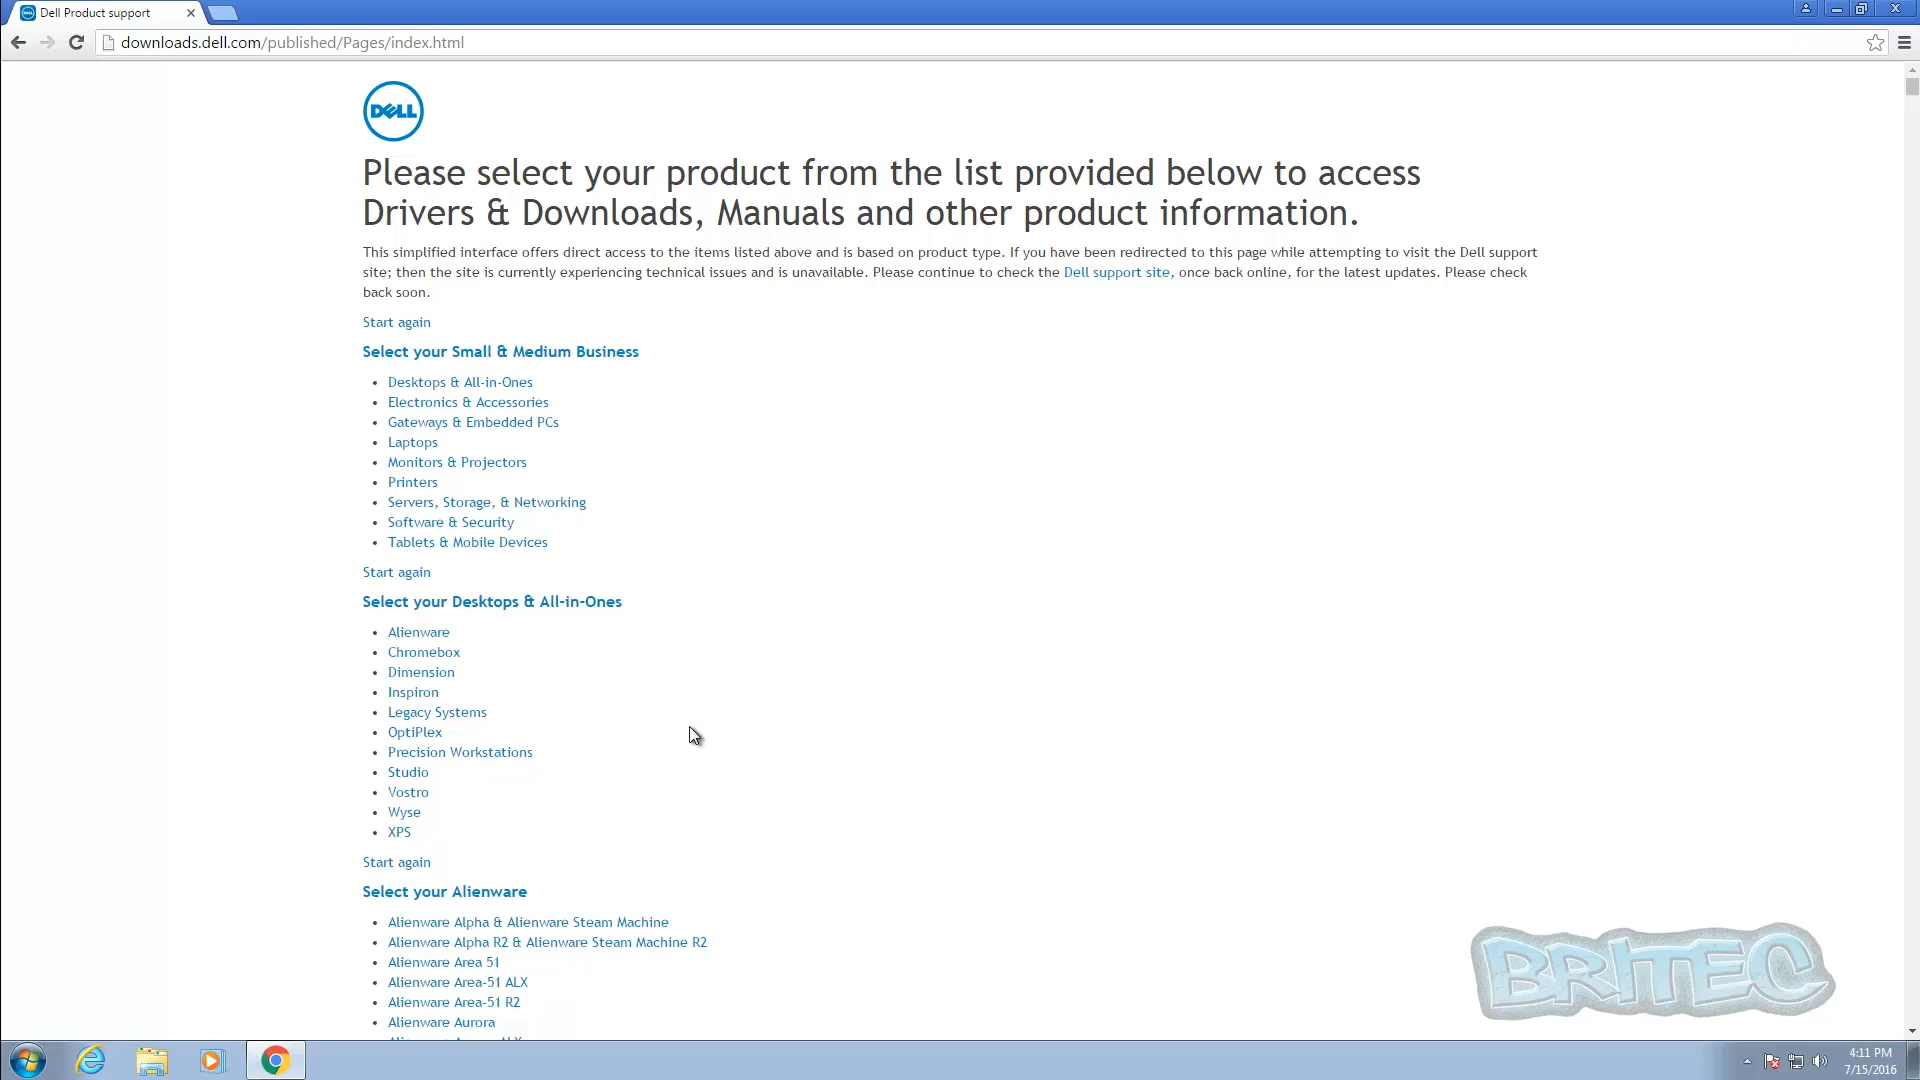 Dell Product support
downloads.dell.com/published/Pages/index.html
DELL
Please select your product from the list provided below to access
Drivers & Downloads, Manuals and other product information.
This simplified interface offers direct access to the items listed above and is based on product type. If you have been redirected to this page while attempting to visit the Dell support
site; then the site is currently experiencing technical issues and is unavailable. Please continue to check the Dell support site, once back online, for the latest updates. Please check
back soon.
Start again
Select your Small & Medium Business
• Desktops & All-in-Ones
• Electronics & Accessories
• Gateways & Embedded PCs
• Laptops
• Monitors & Projectors
• Printers
• Servers, Storage, & Networking
• Software & Security
• Tablets & Mobile Devices
Start again
Select your Desktops & All-in-Ones
• Alienware
• Chromebox
• Dimension
• Inspiron
• Legacy Systems
• OptiPlex
• Precision Workstations
• Studio
• Vostro
• Wyse
• XPS
Start again
Select your Alienware
• Alienware Alpha & Alienware Steam Machine
• Alienware Alpha R2 & Alienware Steam Machine R2
• Alienware Area 51
• Alienware Area-51 ALX
• Alienware Area-51 R2
• Alienware Aurora
BRITEC
4:11 PM
7/15/2016